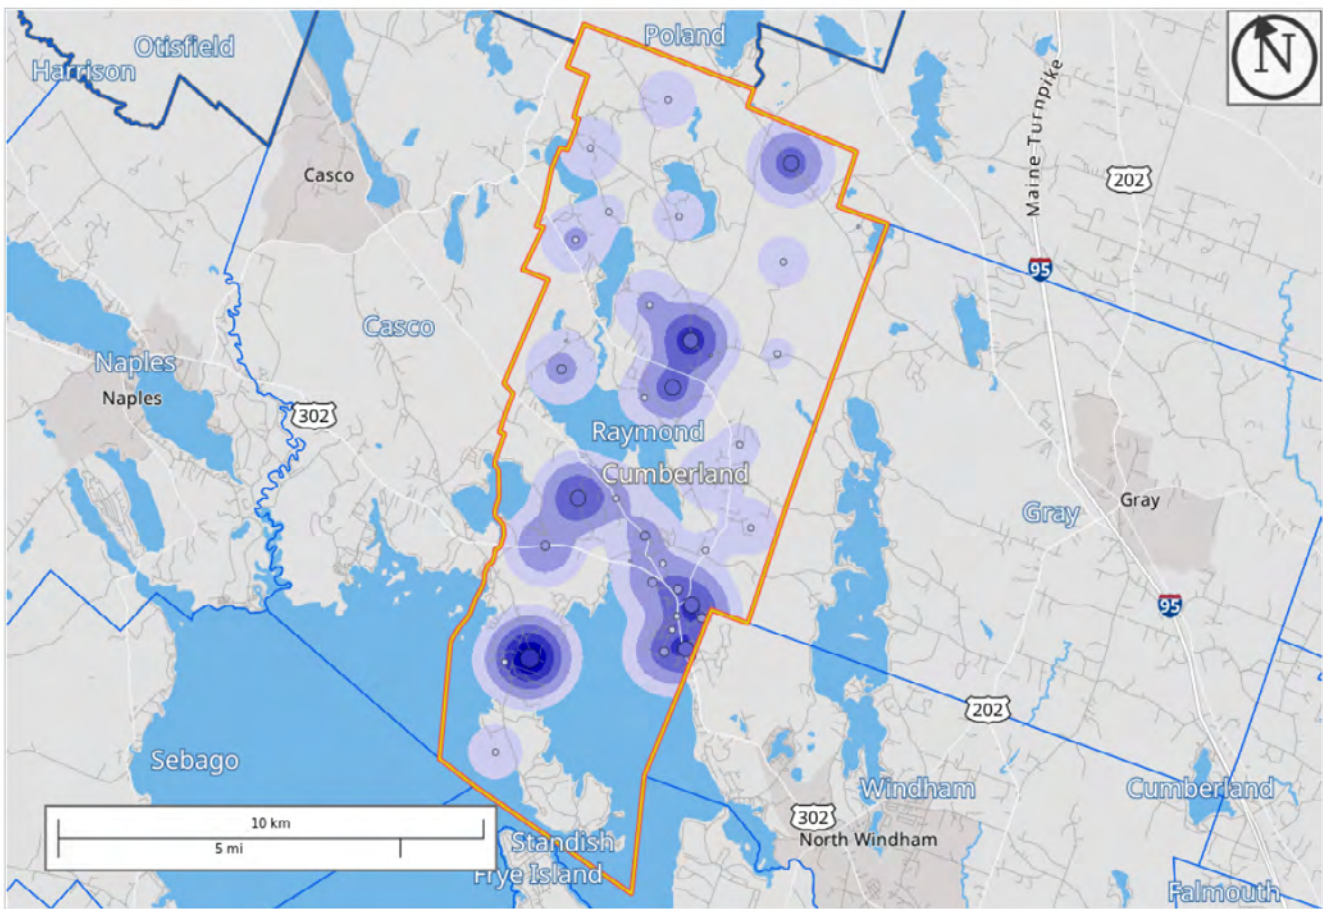 Otisfield
Poland
N
Harrison
Maine Turnpike
Casco
202
95
Casco
Naples
Naples
302
Raymond
Cumberland
Gray
Gray
95
202
Sebago
Windham
Cumberland
10 km
5 mi
302
North Windham
Standish
Frye Island
Falmouth